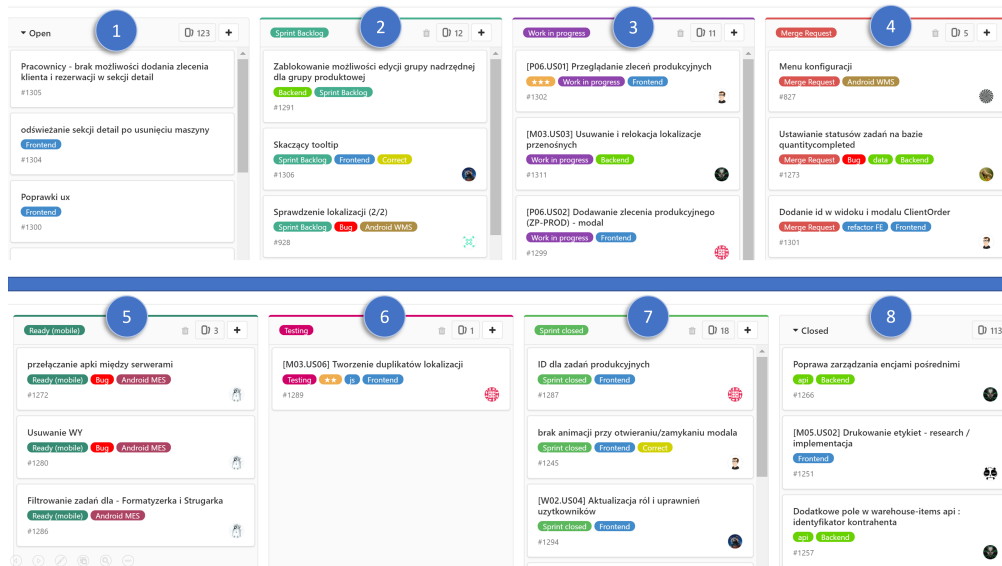 1
Open
123
+
Pracownicy - brak możliwości dodania zlecenia
klienta i rezerwacji w sekcji detail
#1305
odświeżanie sekcji detail po usunięciu maszyny
Frontend
#1304
Poprawki ux
Frontend
#1300
2
Sprint Backlog
12
+
Zablokowanie możliwości edycji grupy nadrzędnej
dla grupy produktowej
Backend Sprint Backlog
#1291
Skaczący tooltip
Sprint Backlog Frontend Correct
#1306
Sprawdzenie lokalizacji (2/2)
Sprint Backlog Bug Android WMS
#928
3
Work in progress
11
+
[P06.US01] Przeglądanie zleceń produkcyjnych
★★★ Work in progress Frontend
#1302
[M03.US03] Usuwanie i relokacja lokalizacje
przenośnych
Work in progress Backend
#1311
[P06.US02] Dodawanie zlecenia produkcyjnego
(ZP-PROD) - modal
Work in progress Frontend
#1299
4
Merge Request
5
+
Menu konfiguracji
Merge Request Android WMS
#827
Ustawianie statusów zadań na bazie
quantitycompleted
Merge Request Bug data Backend
#1273
Dodanie id w widoku i modalu ClientOrder
Merge Request refactor FE Frontend
#1301
5
Ready (mobile)
3
+
przełączanie apki między serwerami
Ready (mobile) Bug Android MES
#1272
Usuwanie WY
Ready (mobile) Bug Android MES
#1280
Filtrowanie zadań dla - Formatyzerka i Strugarka
Ready (mobile) Android MES
#1286
6
Testing
1
+
[M03.US06] Tworzenie duplikatów lokalizacji
Testing ★★ js Frontend
#1289
7
Sprint closed
18
+
ID dla zadań produkcyjnych
Sprint closed Frontend
#1287
brak animacji przy otwieraniu/zamykaniu modala
Sprint closed Frontend Correct
#1245
[W02.US04] Aktualizacja ról i uprawnień
uzytkowników
Sprint closed Frontend
#1294
8
Closed
113
Poprawa zarządzania encjami pośrednimi
api Backend
#1266
[M05.US02] Drukowanie etykiet - research /
implementacja
Frontend
#1251
Dodatkowe pole w warehouse-items api :
identyfikator kontrahenta
api Backend
#1257